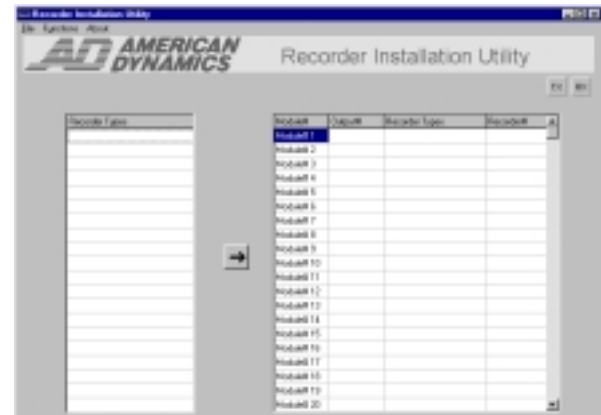 Recorder Installation Utility
File Functions About
AD AMERICAN DYNAMICS
Recorder Installation Utility
Recorder Types
Module# Output# Recorder Types Recorder#
Module# 1
Module# 2
Module# 3
Module# 4
Module# 5
Module# 6
Module# 7
Module# 8
Module# 9
Module# 10
Module# 11
Module# 12
Module# 13
Module# 14
Module# 15
Module# 16
Module# 17
Module# 18
Module# 19
Module# 20